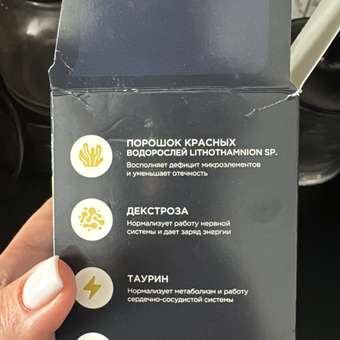 ПОРОШОК КРАСНЫХ
ВОДОРОСЛЕЙ LITHOTHAMNION SP.
Восполняет дефицит микроэлементов
и уменьшает отечность
ДЕКСТРОЗА
Нормализует работу нервной
системы и дает заряд энергии
ТАУРИН
Нормализует метаболизм и работу
сердечно-сосудистой системы